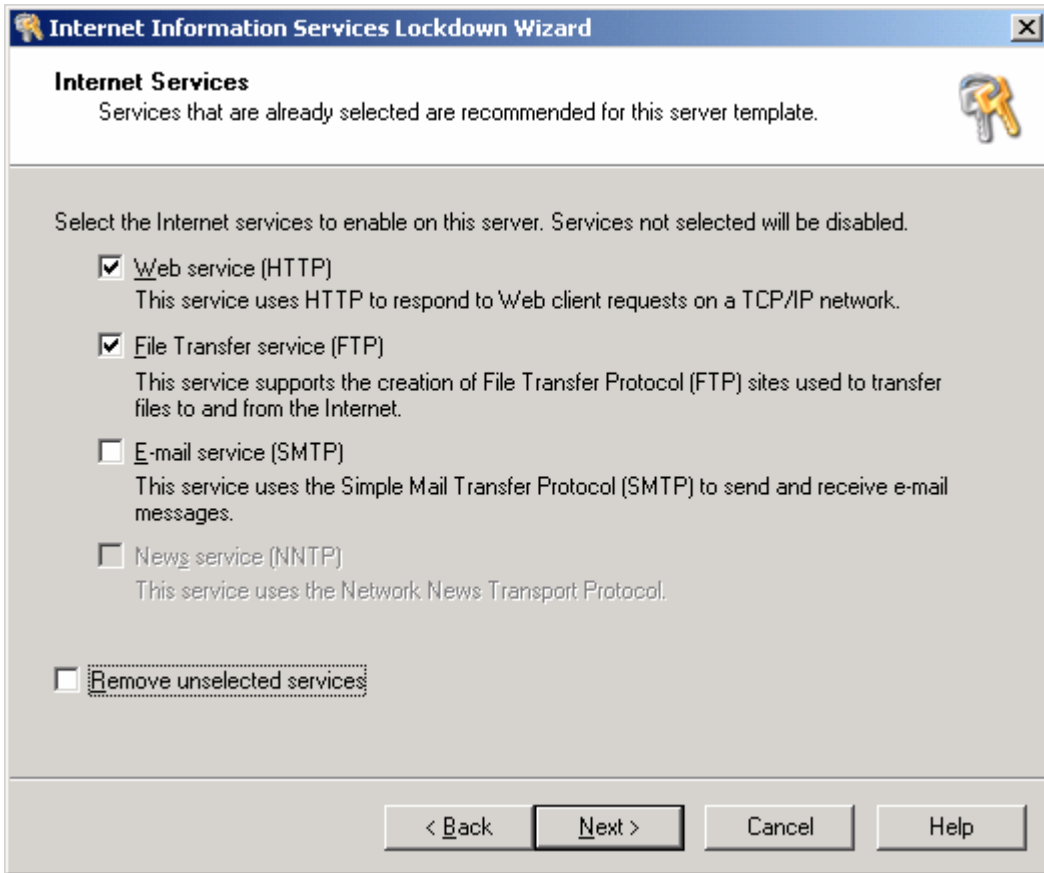 Internet Information Services Lockdown Wizard
Internet Services
Services that are already selected are recommended for this server template.
Select the Internet services to enable on this server. Services not selected will be disabled.
Web service (HTTP)
This service uses HTTP to respond to Web client requests on a TCP/IP network.
File Transfer service (FTP)
This service supports the creation of File Transfer Protocol (FTP) sites used to transfer
files to and from the Internet.
E-mail service (SMTP)
This service uses the Simple Mail Transfer Protocol (SMTP) to send and receive e-mail
messages.
News service (NNTP)
This service uses the Network News Transport Protocol.
Remove unselected services
< Back Next > Cancel Help